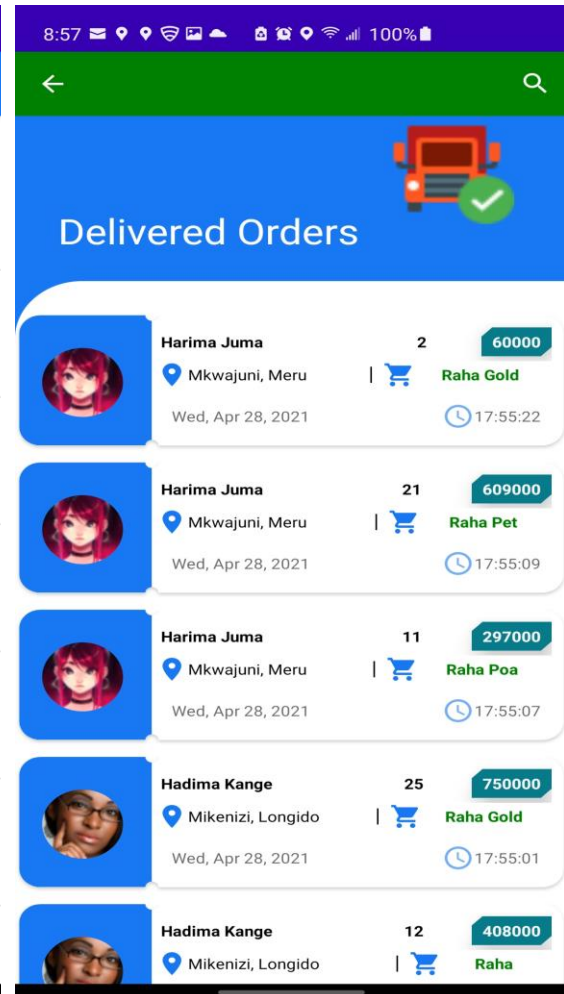 8:57 100%
Delivered Orders
Harima Juma 2 60000
Mkwajuni, Meru | Raha Gold
Wed, Apr 28, 2021 17:55:22
Harima Juma 21 609000
Mkwajuni, Meru | Raha Pet
Wed, Apr 28, 2021 17:55:09
Harima Juma 11 297000
Mkwajuni, Meru | Raha Poa
Wed, Apr 28, 2021 17:55:07
Hadima Kange 25 750000
Mikenizi, Longido | Raha Gold
Wed, Apr 28, 2021 17:55:01
Hadima Kange 12 408000
Mikenizi, Longido | Raha